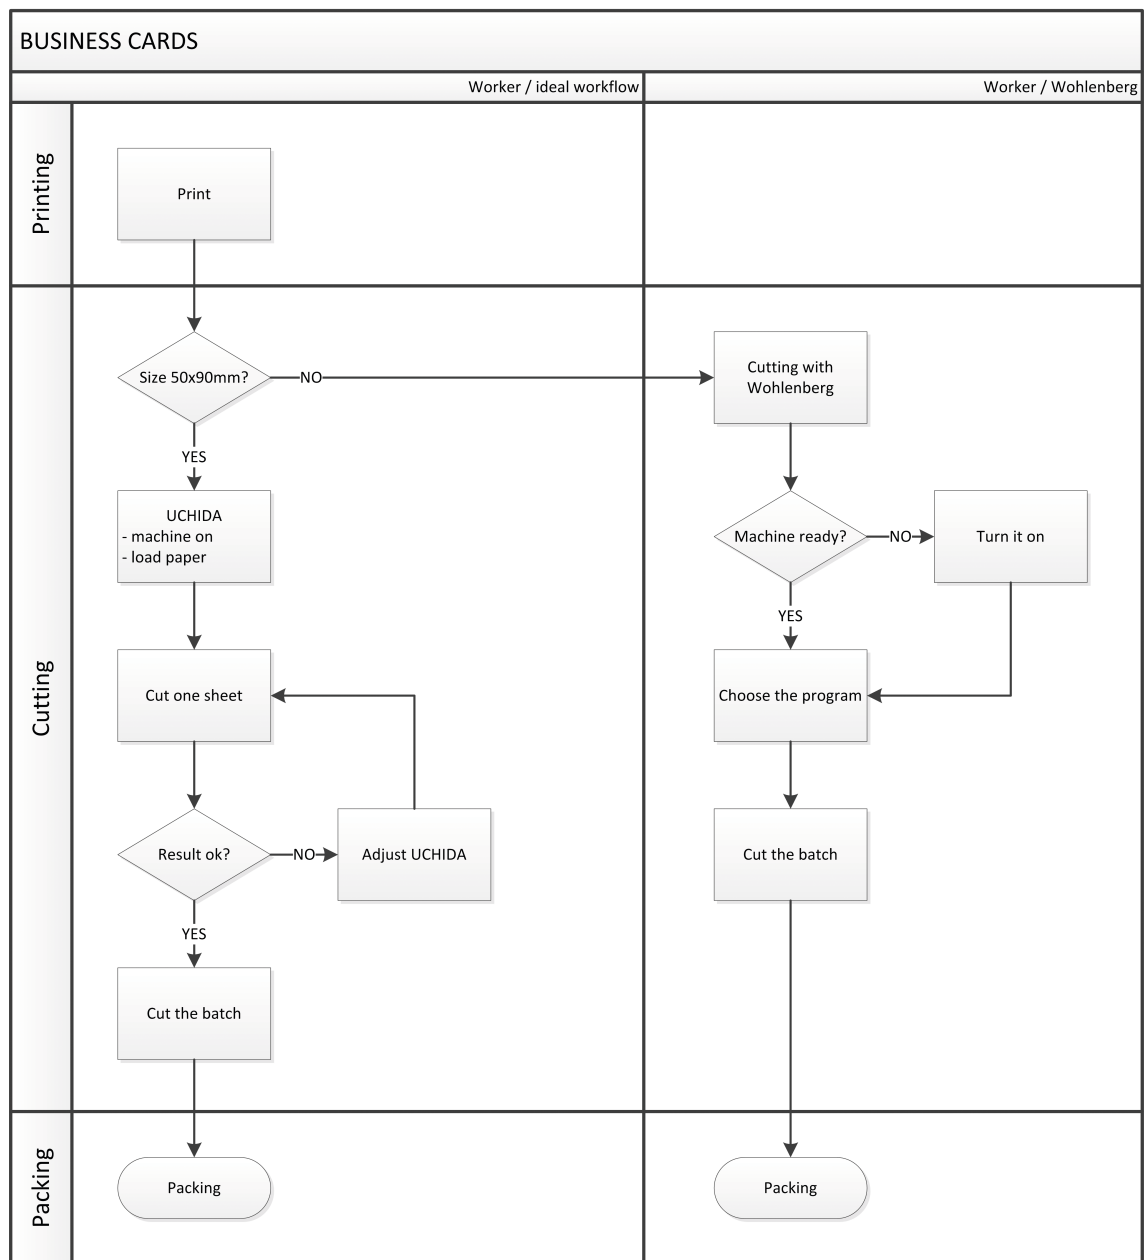 BUSINESS CARDS
Worker / ideal workflow
Worker / Wohlenberg
Printing
Print
Cutting
Size 50x90mm?
NO
Cutting with
Wohlenberg
YES
UCHIDA
- machine on
- load paper
Machine ready?
NO
Turn it on
YES
Cut one sheet
Choose the program
Result ok?
NO
Adjust UCHIDA
Cut the batch
YES
Cut the batch
Packing
Packing
Packing